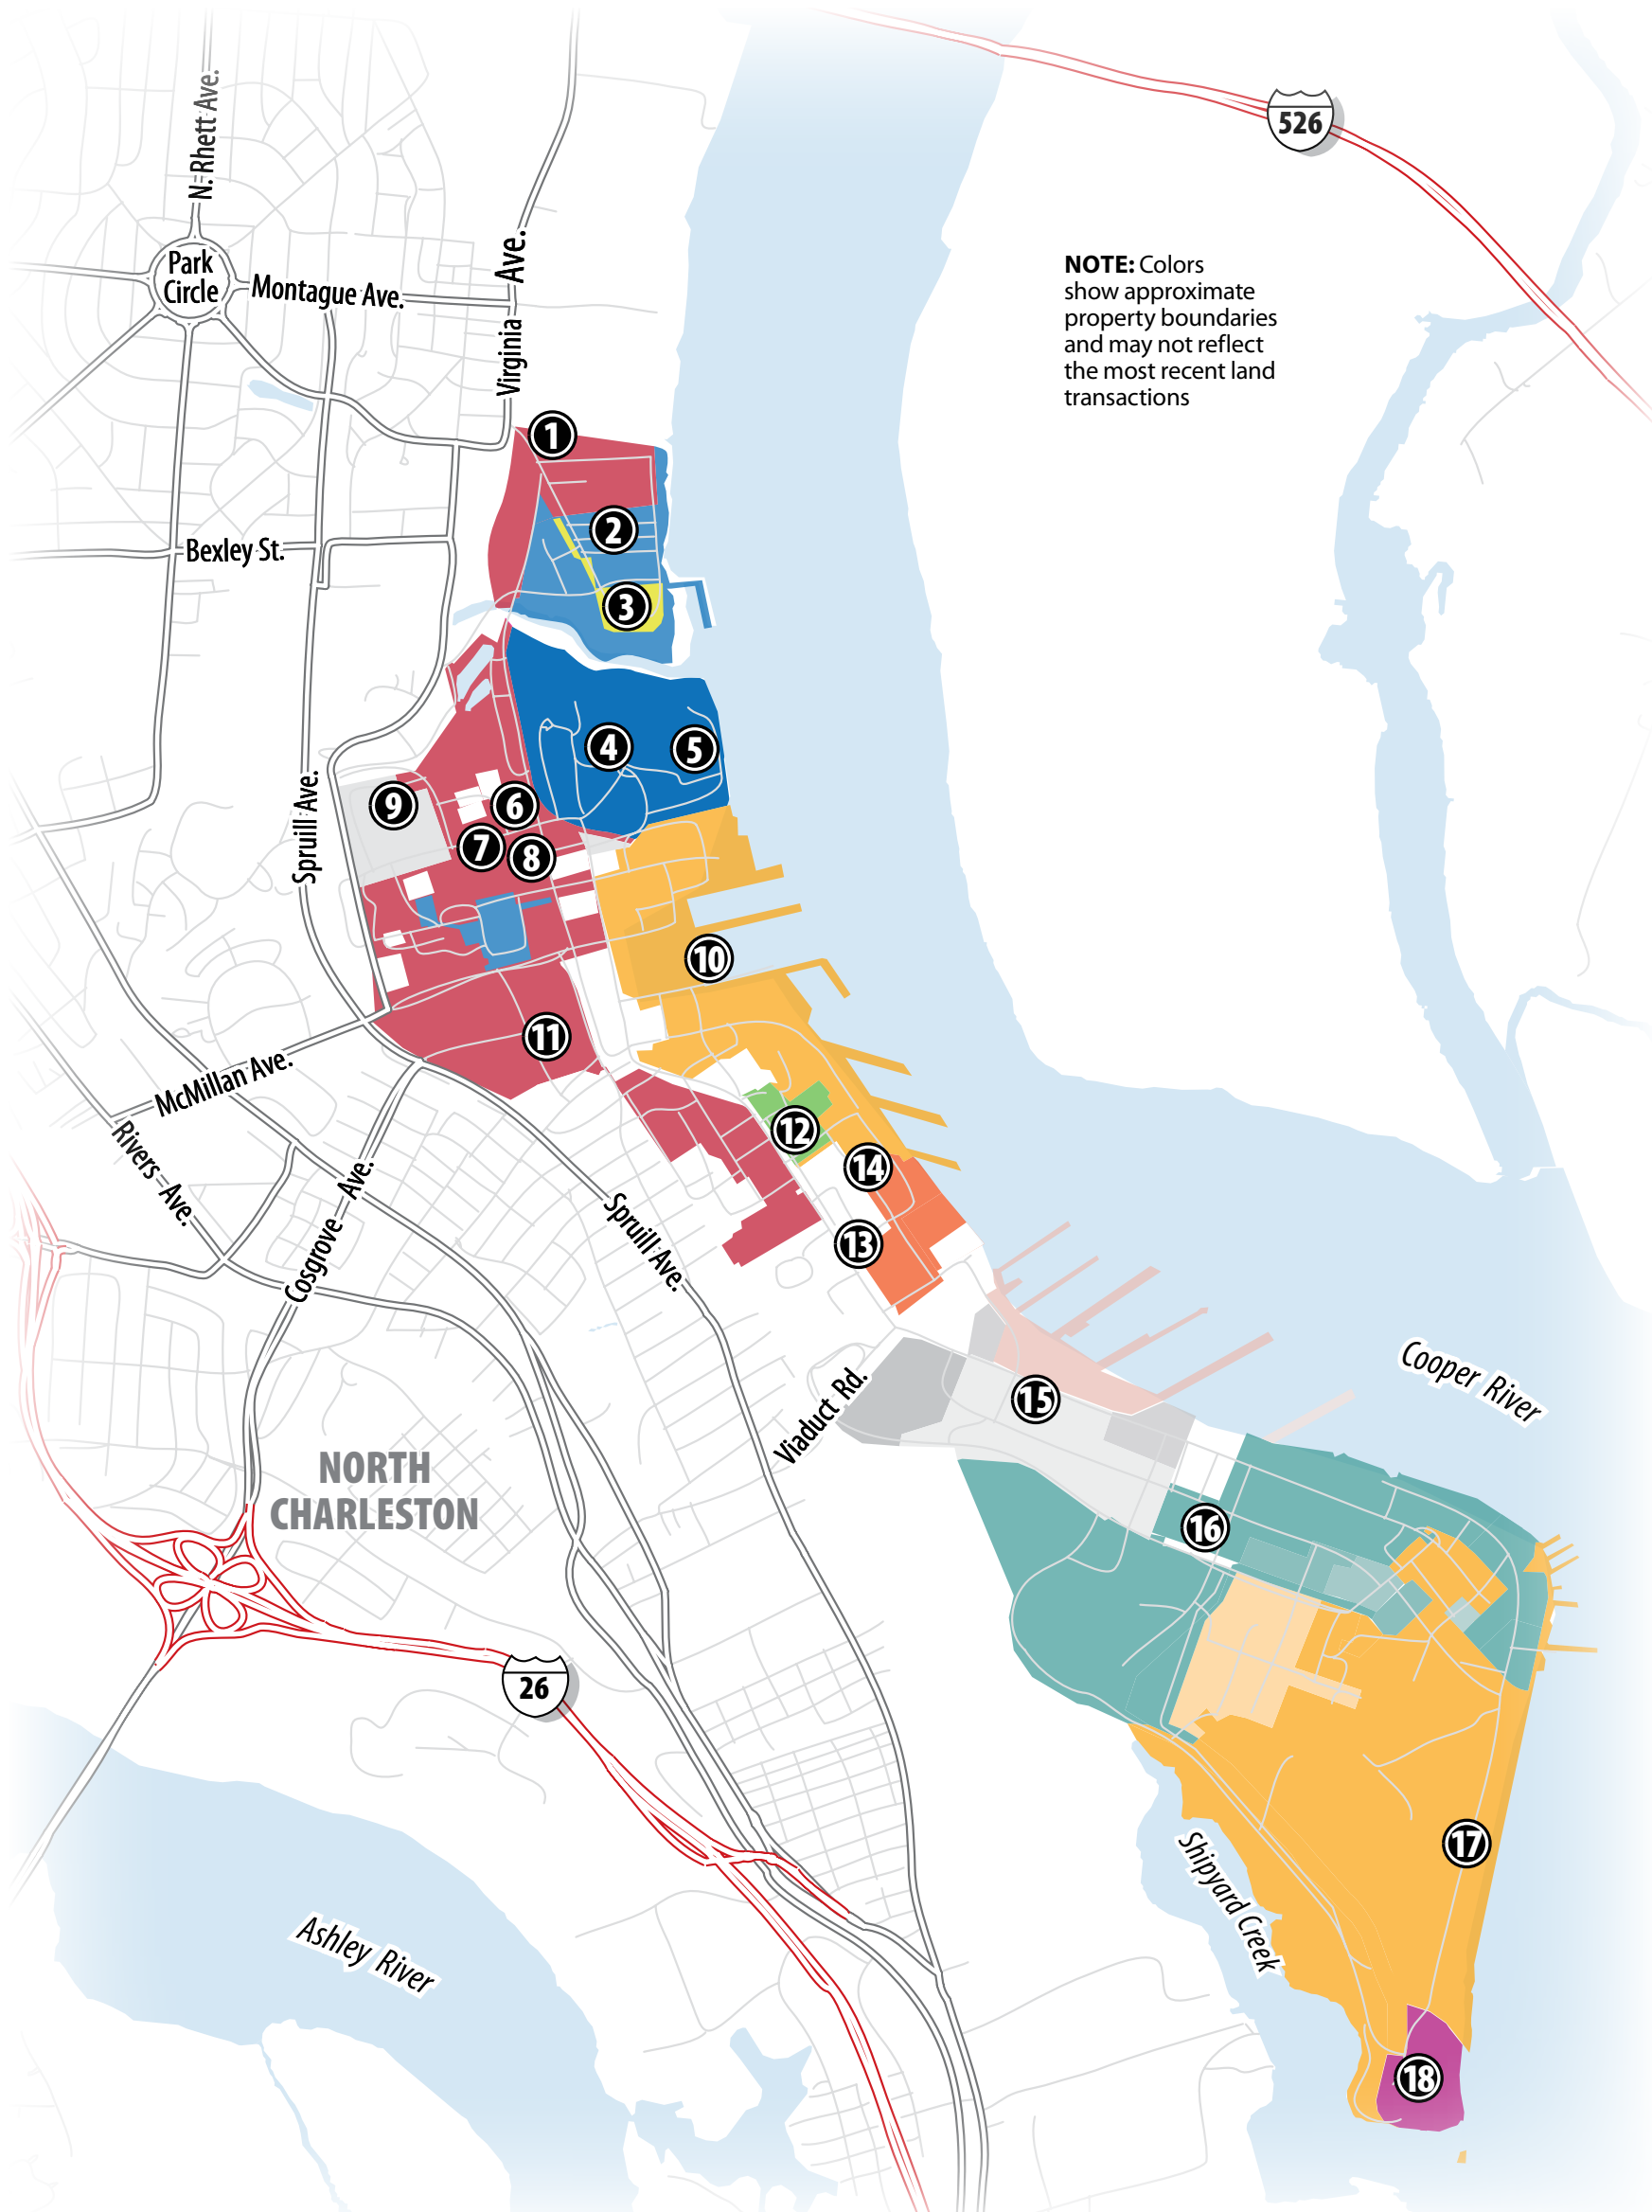 526
N. Rhett Ave.
Park
Circle
Montague Ave.
Virginia Ave.
NOTE: Colors
show approximate
property boundaries
and may not reflect
the most recent land
transactions
1
2
Bexley St.
3
4
5
Spruill Ave.
9
6
7
8
10
11
McMillan Ave.
Rivers Ave.
Cosgrove Ave.
12
14
13
Spruill Ave.
Cooper River
15
Viaduct Rd.
NORTH
CHARLESTON
16
26
17
Shipyard Creek
Ashley River
18